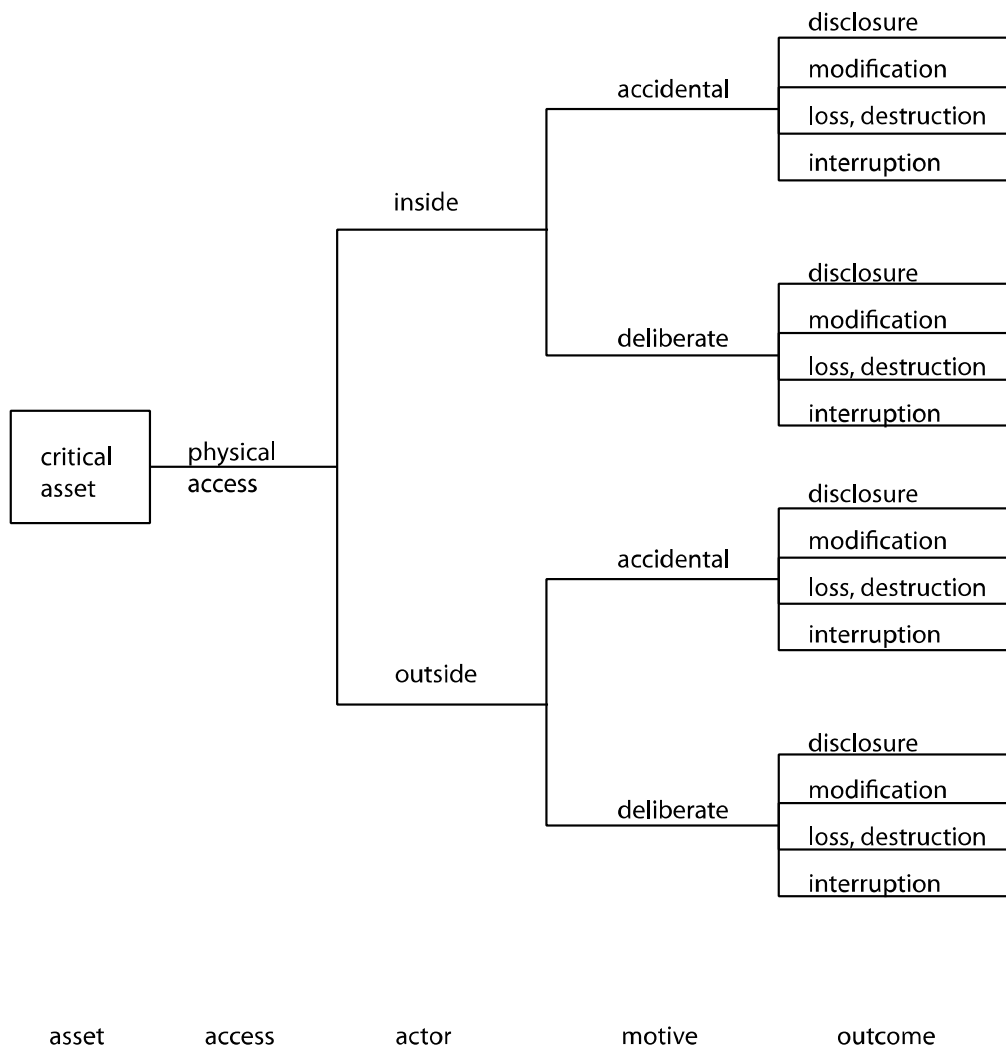 disclosure
modification
accidental
loss, destruction
interruption
inside
disclosure
modification
deliberate
loss, destruction
interruption
critical
asset
physical
access
disclosure
modification
accidental
loss, destruction
interruption
outside
disclosure
modification
deliberate
loss, destruction
interruption
asset access actor motive outcome